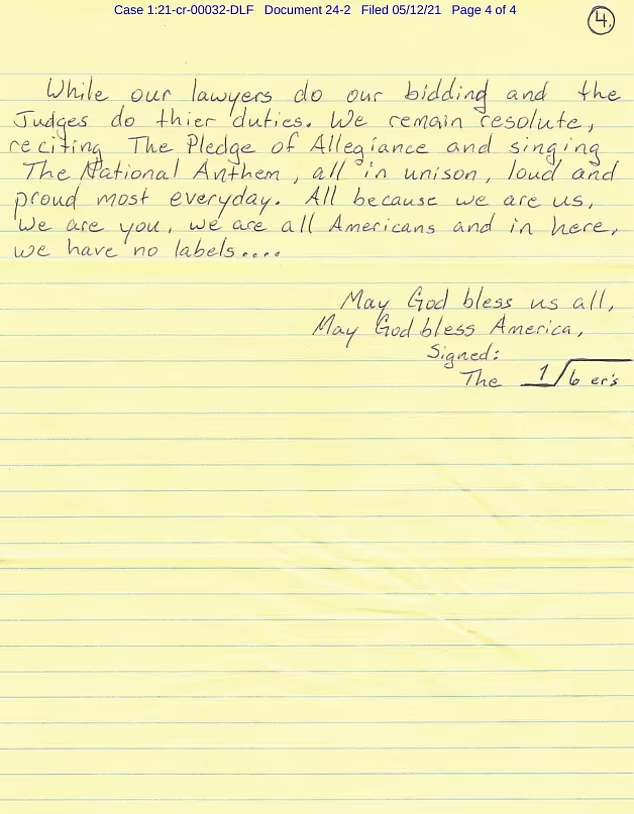 Case 1:21-cr-00032-DLF Document 24-2 Filed 05/12/21 Page 4 of 4
4.
While our lawyers do our bidding and the
Judges do thier duties. We remain resolute,
reciting The Pledge of Allegiance and singing
The National Anthem, all in unison, loud and
proud most everyday. All because we are us,
we are you, we are all Americans and in here,
we have no labels....
May God bless us all,
May God bless America,
Signed:
The 1/6 er's